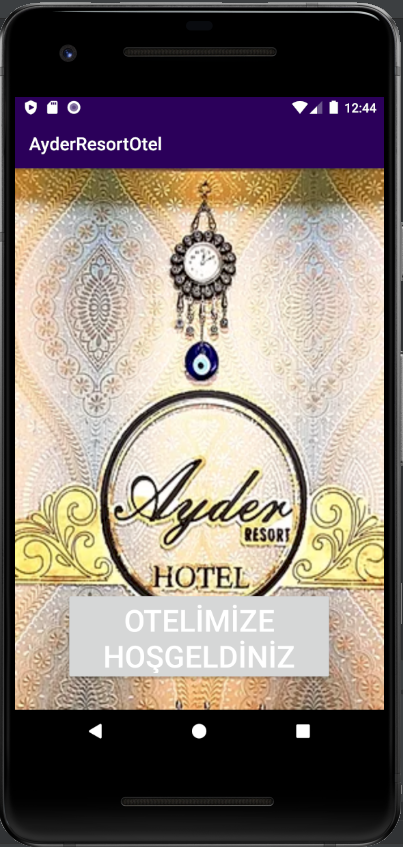 12:44
AyderResortOtel
Ayder
RESORT
HOTEL
OTELİMİZE
HOŞGELDİNİZ